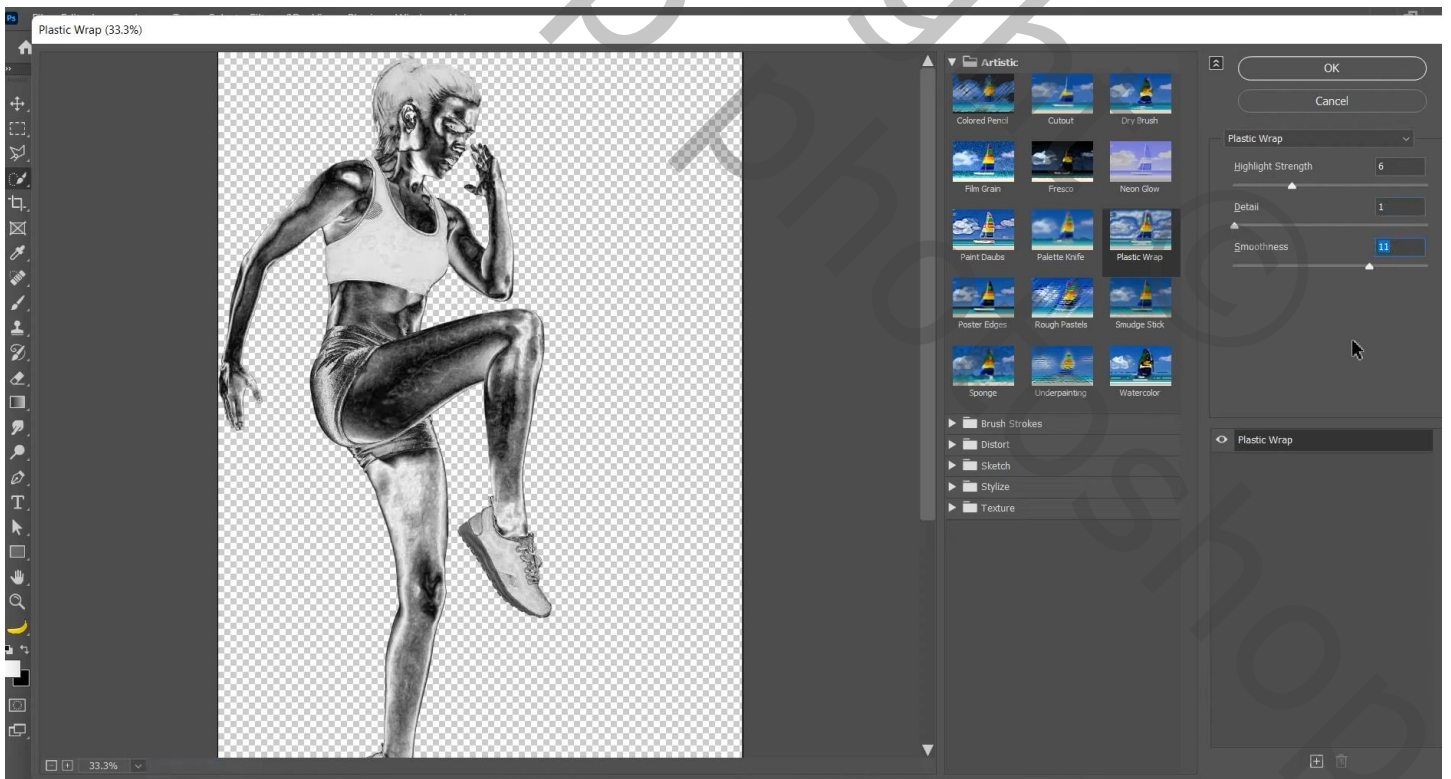 Ps
Plastic Wrap (33.3%)
Artistic
Colored Pencil
Cutout
Dry Brush
Film Grain
Fresco
Neon Glow
Paint Daubs
Palette Knife
Plastic Wrap
Poster Edges
Rough Pastels
Smudge Stick
Sponge
Underpainting
Watercolor
Brush Strokes
Distort
Sketch
Stylize
Texture
OK
Cancel
Plastic Wrap
Highlight Strength 6
Detail 1
Smoothness 11
Plastic Wrap
33.3%